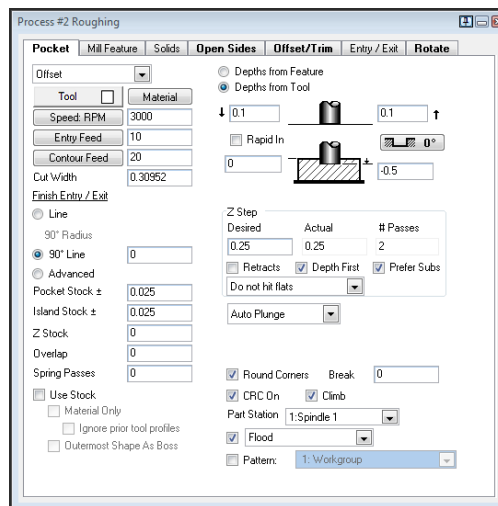 Process #2 Roughing
Pocket Mill Feature Solids Open Sides Offset/Trim Entry / Exit Rotate
Offset
Tool Material
Speed: RPM 3000
Entry Feed 10
Contour Feed 20
Cut Width 0.30952
Finish Entry / Exit
Line
90° Radius
90° Line 0
Advanced
Pocket Stock ± 0.025
Island Stock ± 0.025
Z Stock 0
Overlap 0
Spring Passes 0
Use Stock
Material Only
Ignore prior tool profiles
Outermost Shape As Boss
Depths from Feature
Depths from Tool
0.1 0.1
Rapid In 0°
0 -0.5
Z Step
Desired Actual # Passes
0.25 0.25 2
Retracts Depth First Prefer Subs
Do not hit flats
Auto Plunge
Round Corners Break 0
CRC On Climb
Part Station 1:Spindle 1
Flood
Pattern: 1: Workgroup